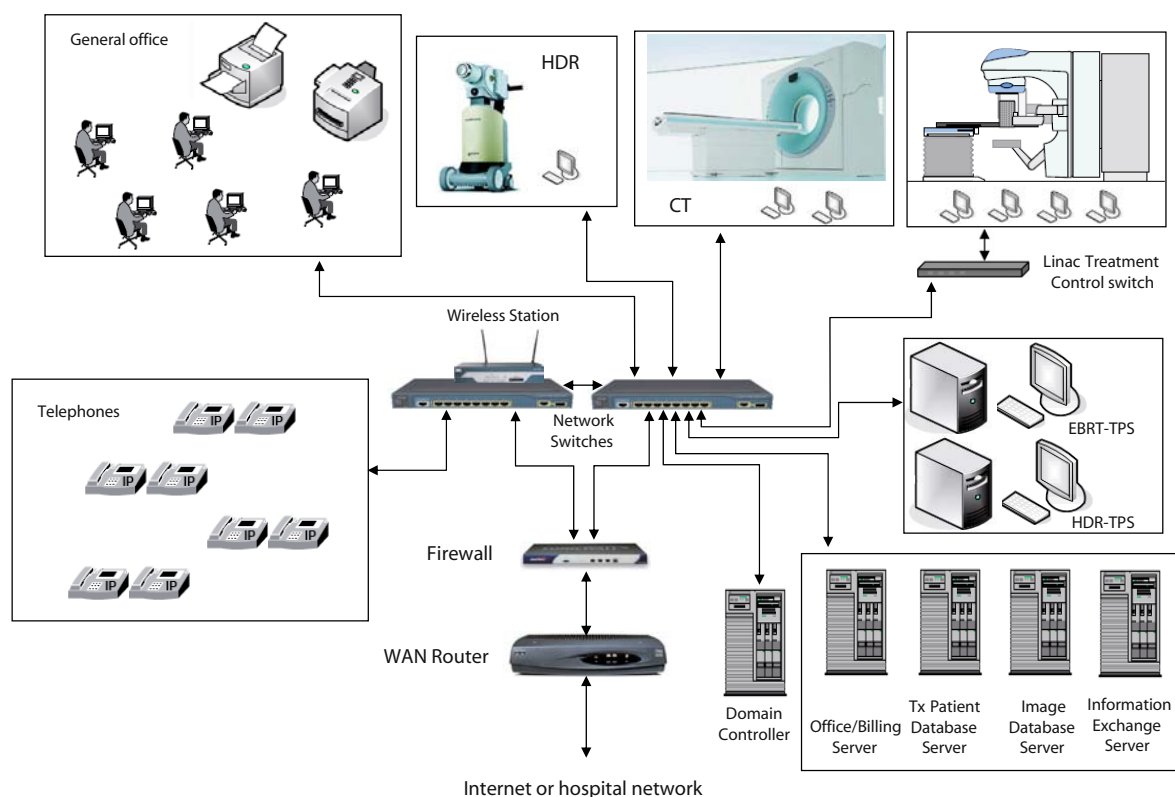 General office
HDR
CT
Linac Treatment
Control switch
Wireless Station
Network
Switches
Telephones
IP
IP
IP
IP
IP
IP
IP
IP
EBRT-TPS
HDR-TPS
Firewall
WAN Router
Domain
Controller
Office/Billing
Server
Tx Patient
Database
Server
Image
Database
Server
Information
Exchange
Server
Internet or hospital network